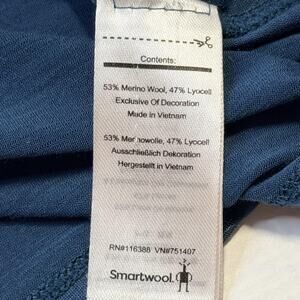 Contents:
53% Merino Wool, 47% Lyocell
Exclusive Of Decoration
Made in Vietnam
53% Merinowolle, 47% Lyocell
Ausschließlich Dekoration
Hergestellt in Vietnam
RN#116388 VN#751407
Smartwool